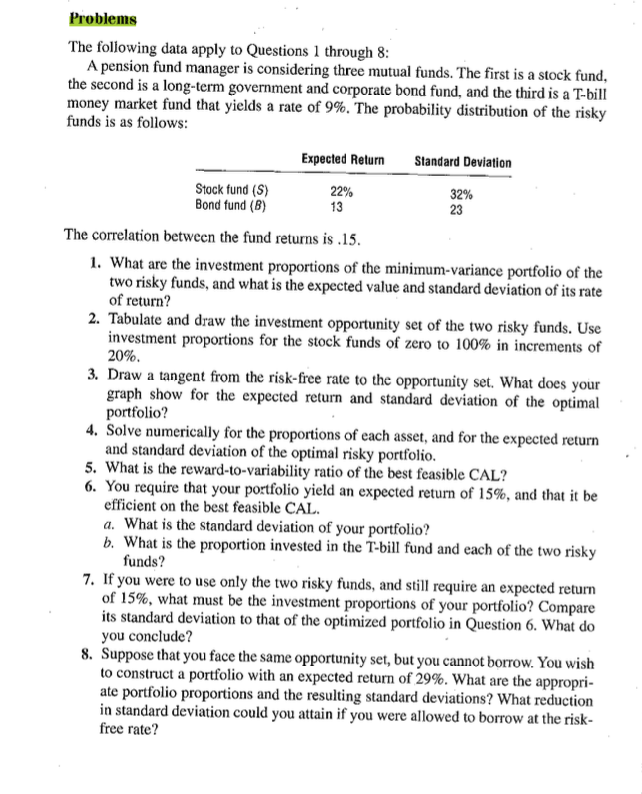 Problems
The following data apply to Questions 1 through 8:
A pension fund manager is considering three mutual funds. The first is a stock fund,
the second is a long-term government and corporate bond fund, and the third is a T-bill
money market fund that yields a rate of 9%. The probability distribution of the risky
funds is as follows:
Expected Return Standard Deviation
Stock fund (S) 22% 32%
Bond fund (B) 13 23
The correlation between the fund returns is .15.
1. What are the investment proportions of the minimum-variance portfolio of the
two risky funds, and what is the expected value and standard deviation of its rate
of return?
2. Tabulate and draw the investment opportunity set of the two risky funds. Use
investment proportions for the stock funds of zero to 100% in increments of
20%.
3. Draw a tangent from the risk-free rate to the opportunity set. What does your
graph show for the expected return and standard deviation of the optimal
portfolio?
4. Solve numerically for the proportions of each asset, and for the expected return
and standard deviation of the optimal risky portfolio.
5. What is the reward-to-variability ratio of the best feasible CAL?
6. You require that your portfolio yield an expected return of 15%, and that it be
efficient on the best feasible CAL.
a. What is the standard deviation of your portfolio?
b. What is the proportion invested in the T-bill fund and each of the two risky
funds?
7. If you were to use only the two risky funds, and still require an expected return
of 15%, what must be the investment proportions of your portfolio? Compare
its standard deviation to that of the optimized portfolio in Question 6. What do
you conclude?
8. Suppose that you face the same opportunity set, but you cannot borrow. You wish
to construct a portfolio with an expected return of 29%. What are the appropri-
ate portfolio proportions and the resulting standard deviations? What reduction
in standard deviation could you attain if you were allowed to borrow at the risk-
free rate?